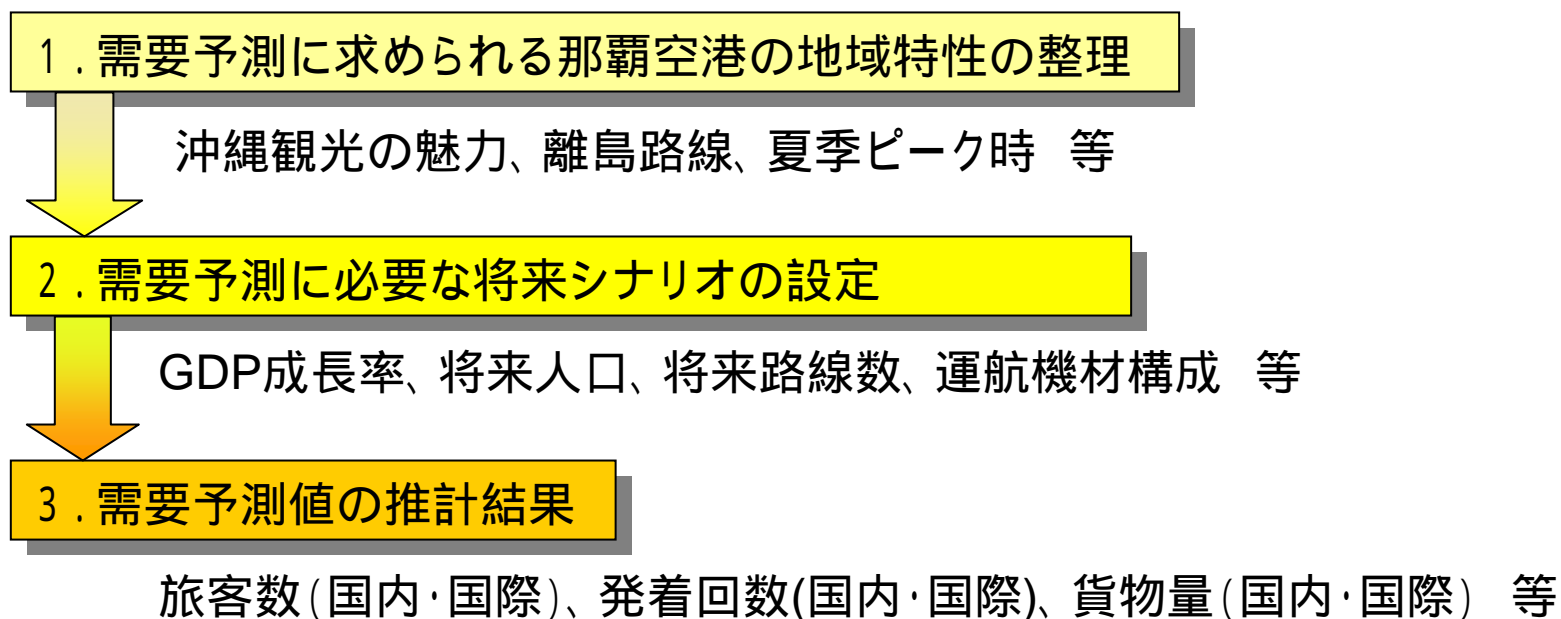 １．需要予測に求められる那覇空港の地域特性の整理
沖縄観光の魅力、離島路線、夏季ピーク時　等
２．需要予測に必要な将来シナリオの設定
GDP成長率、将来人口、将来路線数、運航機材構成　等
３．需要予測値の推計結果
旅客数（国内・国際）、発着回数(国内・国際)、貨物量（国内・国際）　等